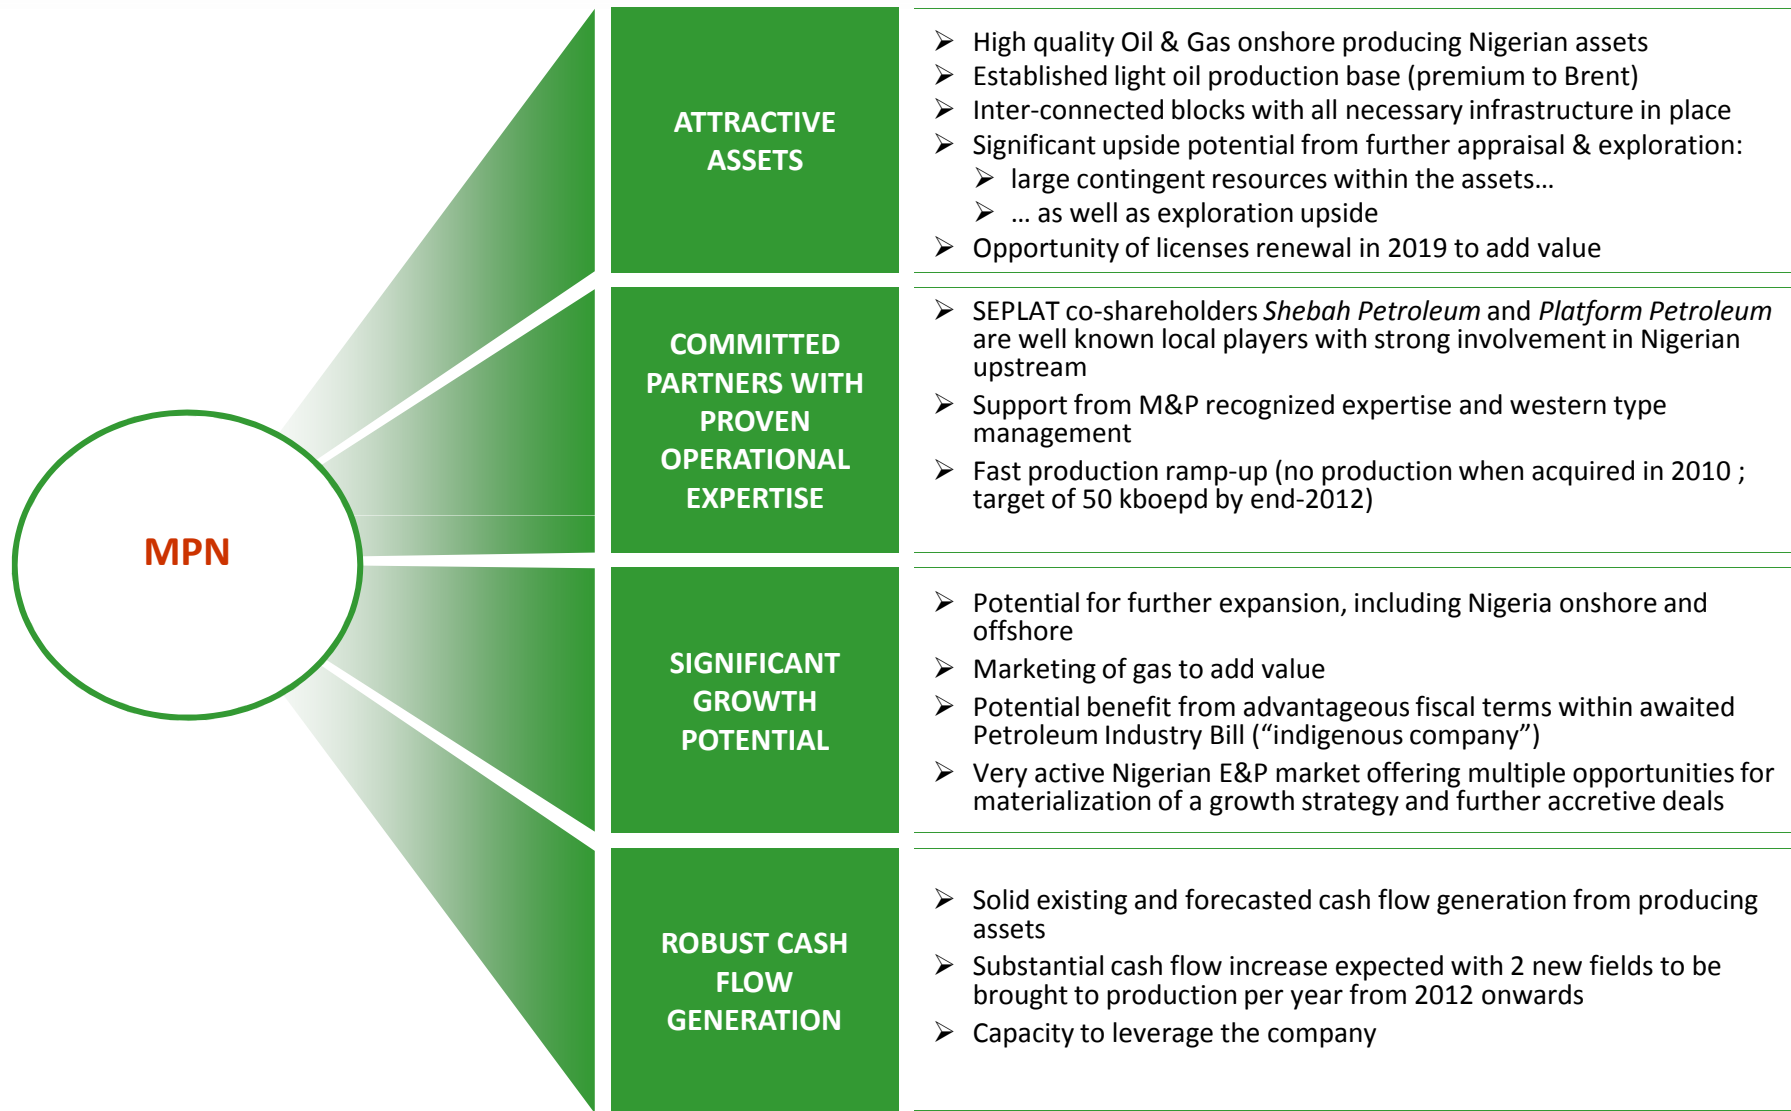 MPN
ATTRACTIVE
ASSETS
➢ High quality Oil & Gas onshore producing Nigerian assets
➢ Established light oil production base (premium to Brent)
➢ Inter-connected blocks with all necessary infrastructure in place
➢ Significant upside potential from further appraisal & exploration:
➢ large contingent resources within the assets…
➢ … as well as exploration upside
➢ Opportunity of licenses renewal in 2019 to add value
COMMITTED
PARTNERS WITH
PROVEN
OPERATIONAL
EXPERTISE
➢ SEPLAT co-shareholders Shebah Petroleum and Platform Petroleum
are well known local players with strong involvement in Nigerian
upstream
➢ Support from M&P recognized expertise and western type
management
➢ Fast production ramp-up (no production when acquired in 2010 ;
target of 50 kboepd by end-2012)
SIGNIFICANT
GROWTH
POTENTIAL
➢ Potential for further expansion, including Nigeria onshore and
offshore
➢ Marketing of gas to add value
➢ Potential benefit from advantageous fiscal terms within awaited
Petroleum Industry Bill (“indigenous company”)
➢ Very active Nigerian E&P market offering multiple opportunities for
materialization of a growth strategy and further accretive deals
ROBUST CASH
FLOW
GENERATION
➢ Solid existing and forecasted cash flow generation from producing
assets
➢ Substantial cash flow increase expected with 2 new fields to be
brought to production per year from 2012 onwards
➢ Capacity to leverage the company